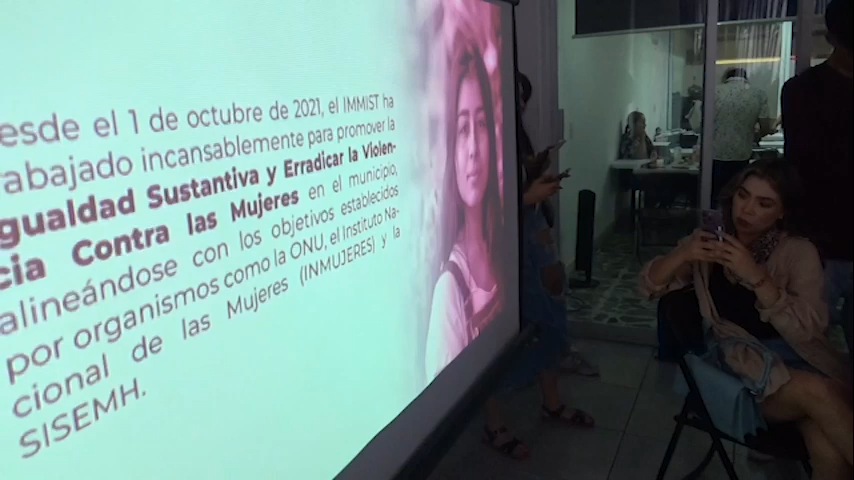 esde el 1 de octubre de 2021, el IMMIST ha
abajado incansablemente para promover la
gualdad Sustantiva y Erradicar la Violen-
cia Contra las Mujeres en el municipio,
alineándose con los objetivos establecidos
por organismos como la ONU, el Instituto Na-
cional de las Mujeres (INMUJERES) y la
SISEMH.